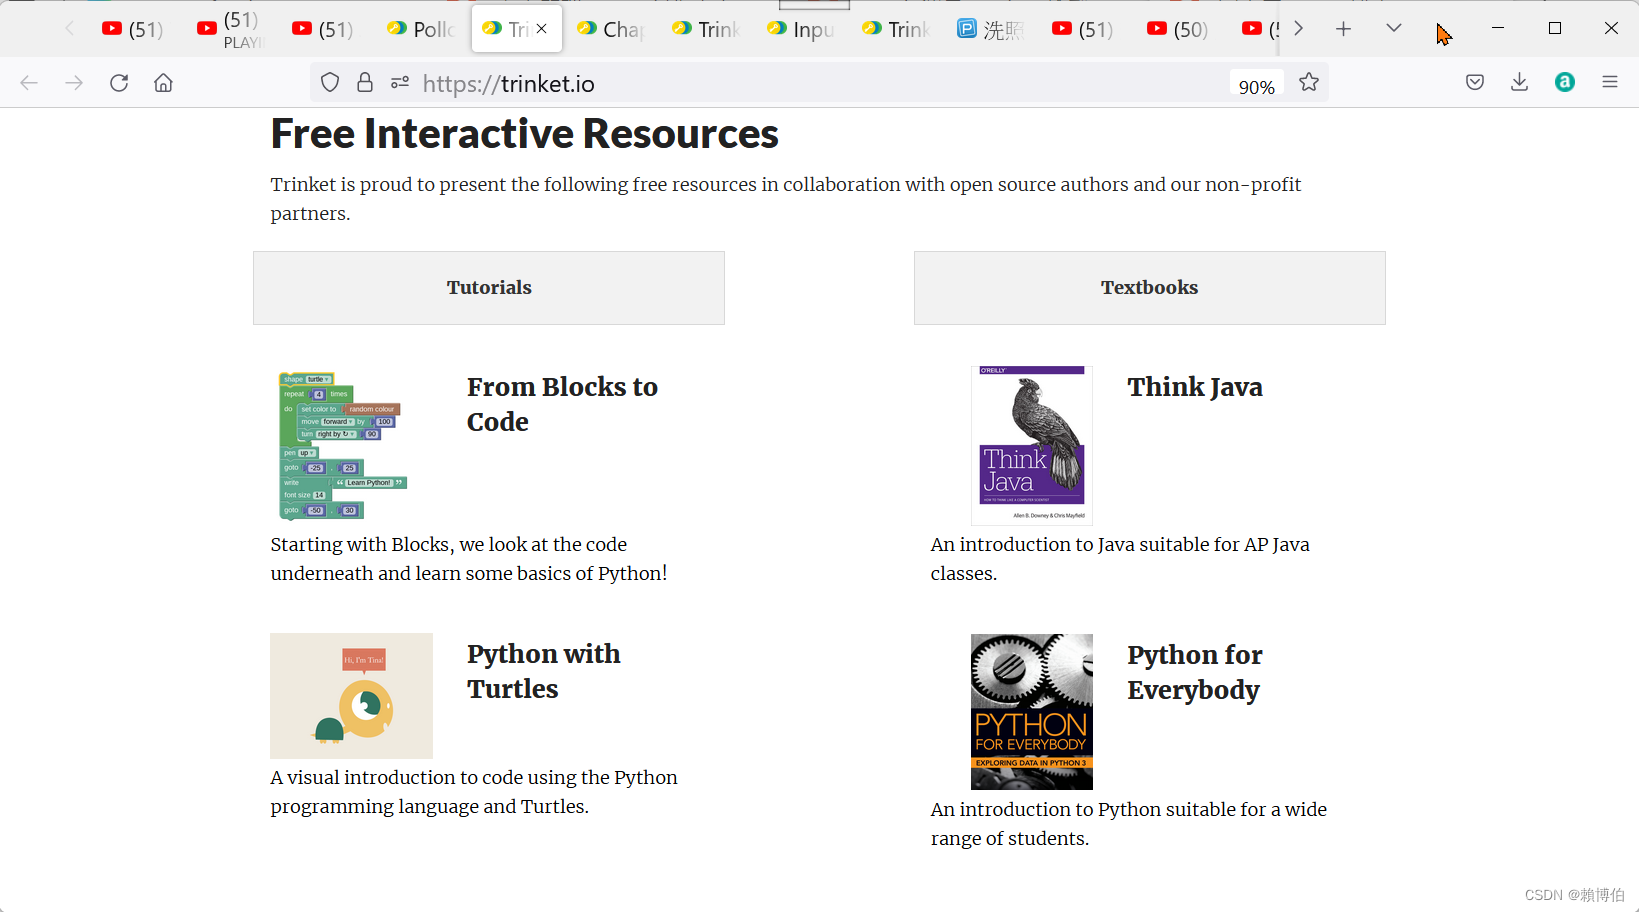 (51)
(51)
PLAYI
(51)
Pollo
Tri
Chap
Trink
Inpu
Trink
洗照
(51)
(50)
https://trinket.io
90%
Free Interactive Resources
Trinket is proud to present the following free resources in collaboration with open source authors and our non-profit
partners.
Tutorials
Textbooks
shape turtle
repeat 4 times
do set color to random colour
move forward by 100
turn right by 90
pen up
goto -25 , 25
write “ Learn Python! ”
font size 14
goto -50 , 30
From Blocks to
Code
Starting with Blocks, we look at the code
underneath and learn some basics of Python!
O'REILLY'
Think
Java
HOW TO THINK LIKE A COMPUTER SCIENTIST
Allen B. Downey & Chris Mayfield
Think Java
An introduction to Java suitable for AP Java
classes.
Hi, I'm Tina!
Python with
Turtles
A visual introduction to code using the Python
programming language and Turtles.
PYTHON
FOR EVERYBODY
EXPLORING DATA IN PYTHON 3
Python for
Everybody
An introduction to Python suitable for a wide
range of students.
CSDN @賴博伯